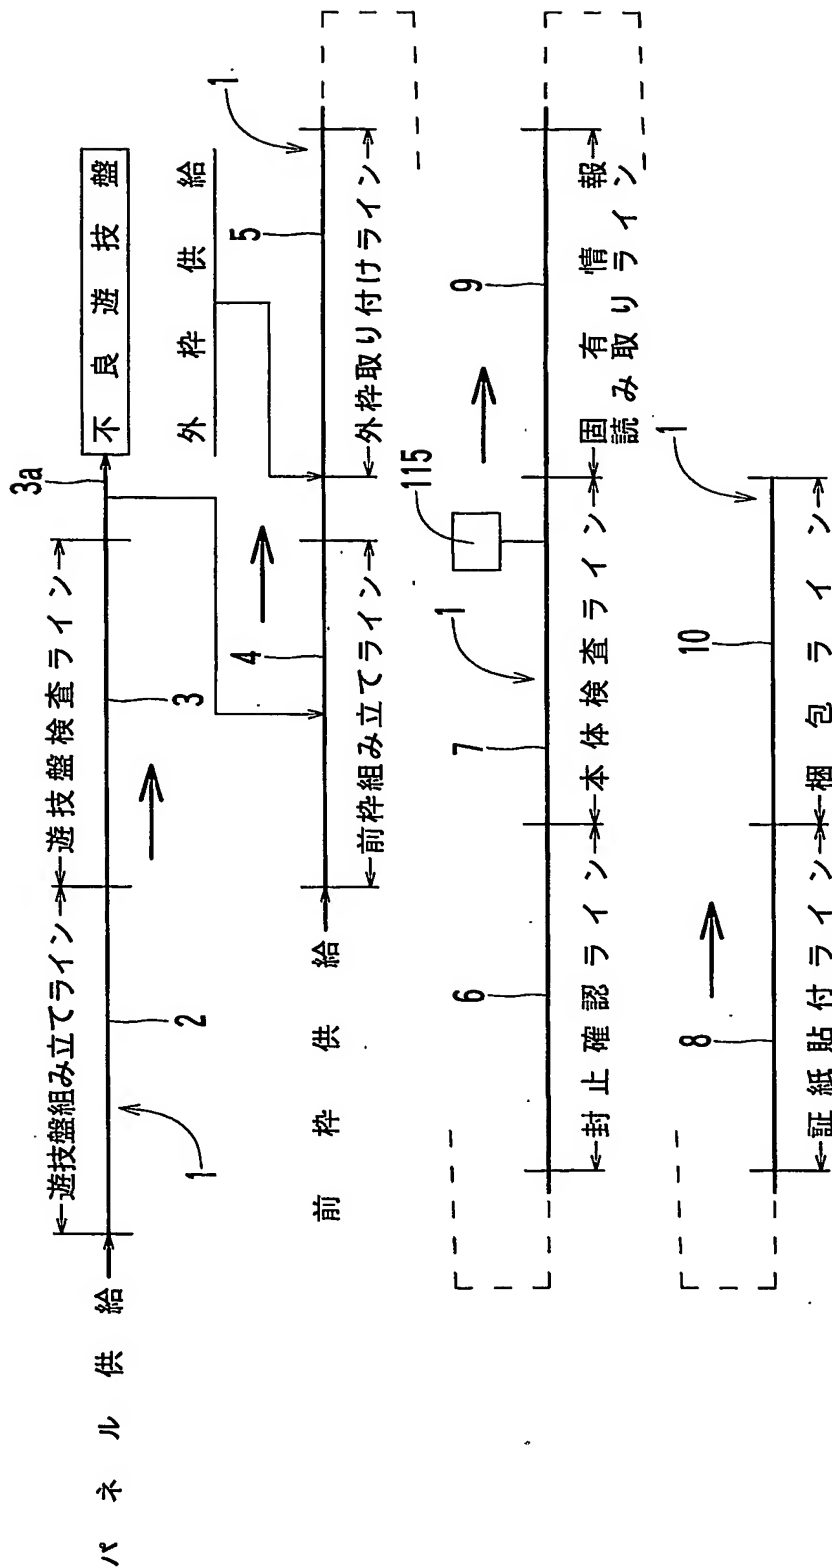 パネル供給
遊技盤組み立てライン
遊技盤検査ライン
不良遊技盤
3a
1
2
3
外枠供給
1
前枠供給
4
5
前枠組み立てライン
外枠取り付けライン
115
1
6
7
9
封止確認ライン
本体検査ライン
固有情報
読み取りライン
1
8
10
証紙貼付ライン
梱包ライン